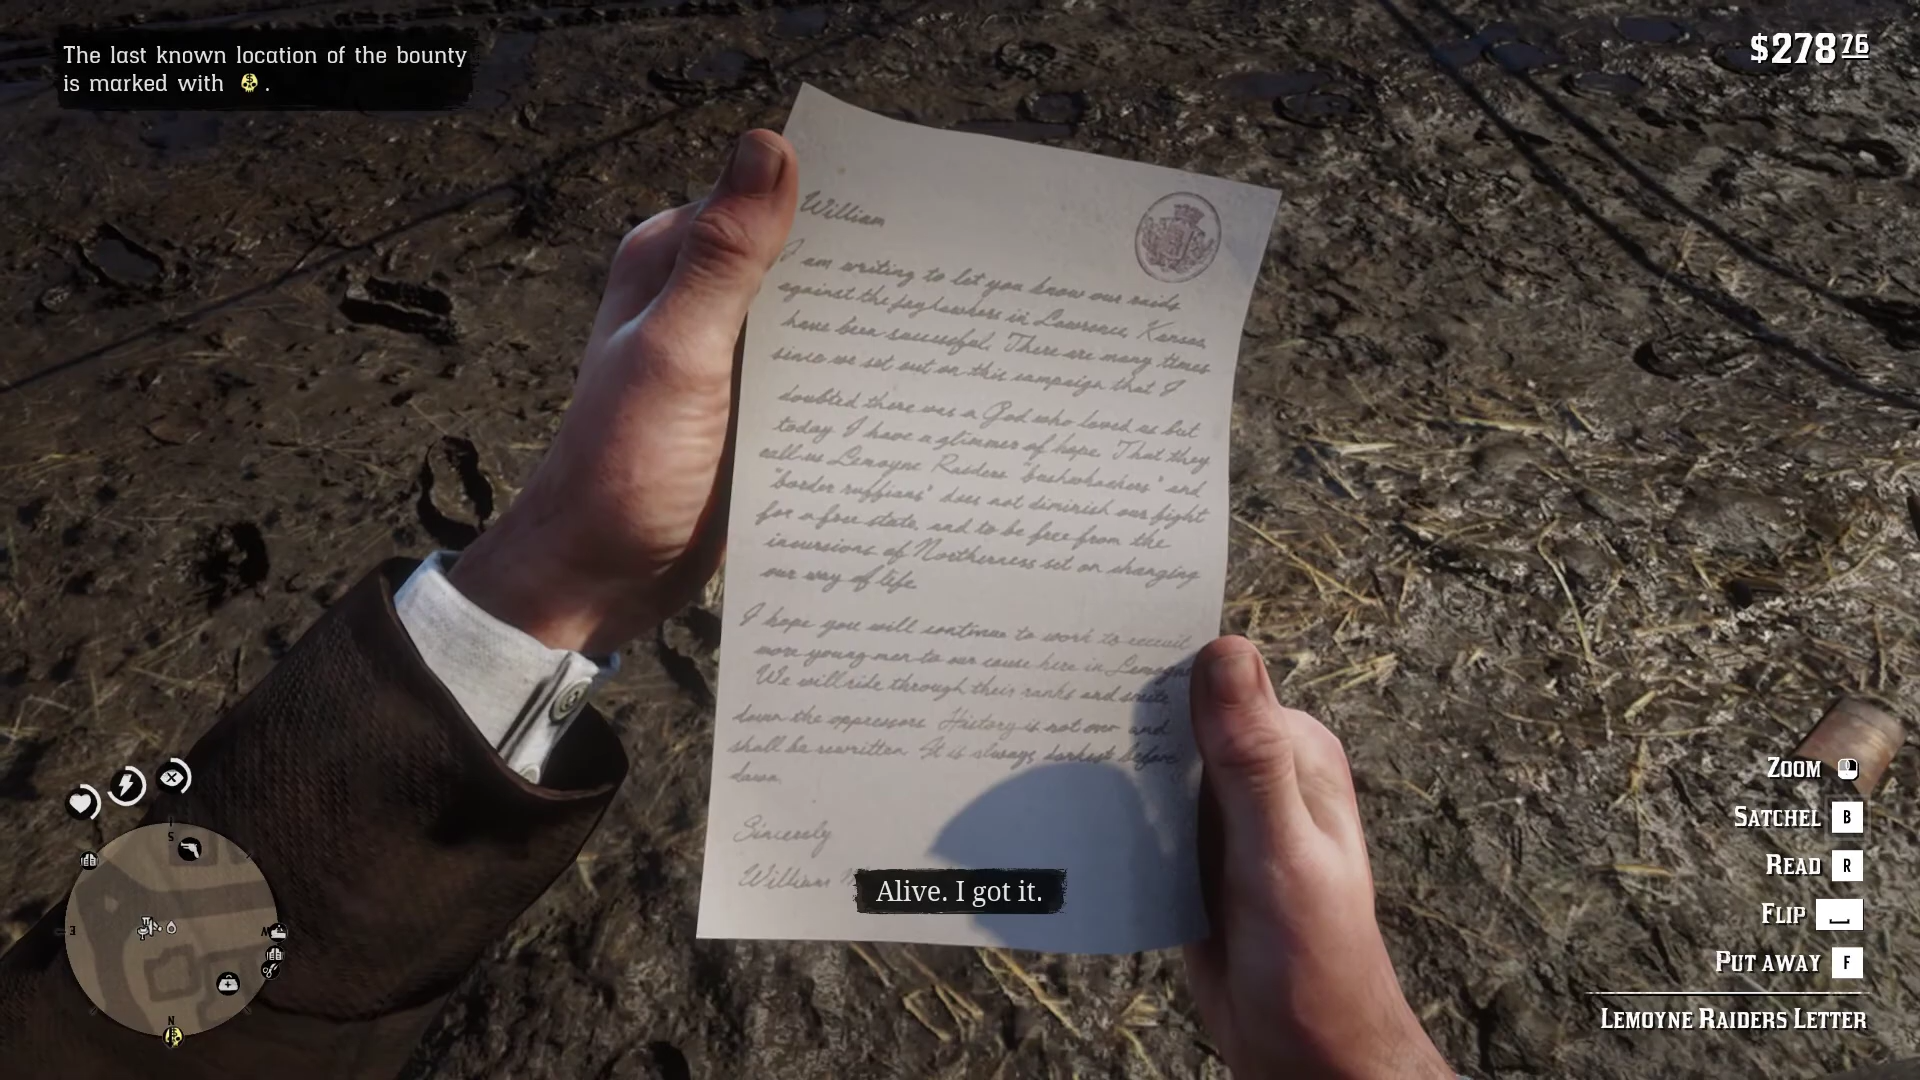 The last known location of the bounty
is marked with
$278 76
William
I am writing to let you know our raids
against the jayhawkers in Lawrence, Kansas,
have been successful. There are many times
since we set out on this campaign that I
doubted there was a God who loved us but
today I have a glimmer of hope. That they
call us Lemoyne Raiders "bushwhackers" and
"border ruffians" does not diminish our fight
for a free state, and to be free from the
incursions of Northerness set on changing
our way of life.
I hope you will continue to work to recruit
more young men to our cause here in Lemoyne
We will ride through their ranks and smite
down the oppressors. History is not over and
shall be rewritten. It is always darkest before
dawn.
Sincerely
William
Alive. I got it.
S
E
W
N
Zoom
Satchel B
Read R
Flip
Put away F
Lemoyne Raiders Letter